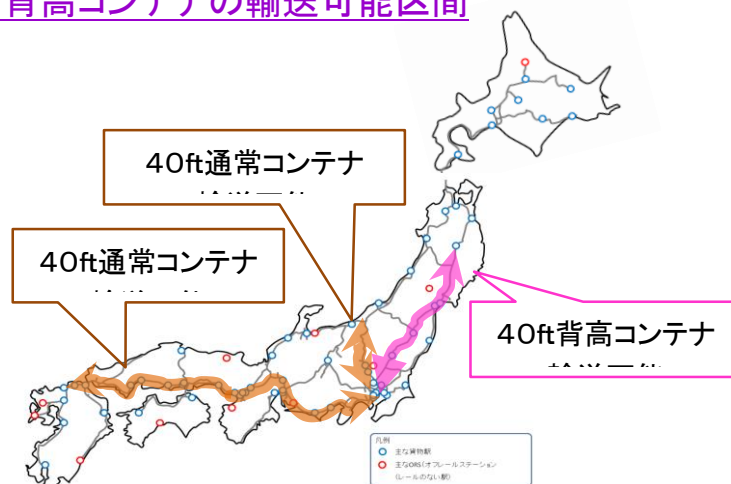 背高コンテナの輸送可能区間
40ft通常コンテナ
40ft通常コンテナ
40ft背高コンテナ
凡例
主な貨物駅
主なORS(オフレールステーション
(レールのない駅)